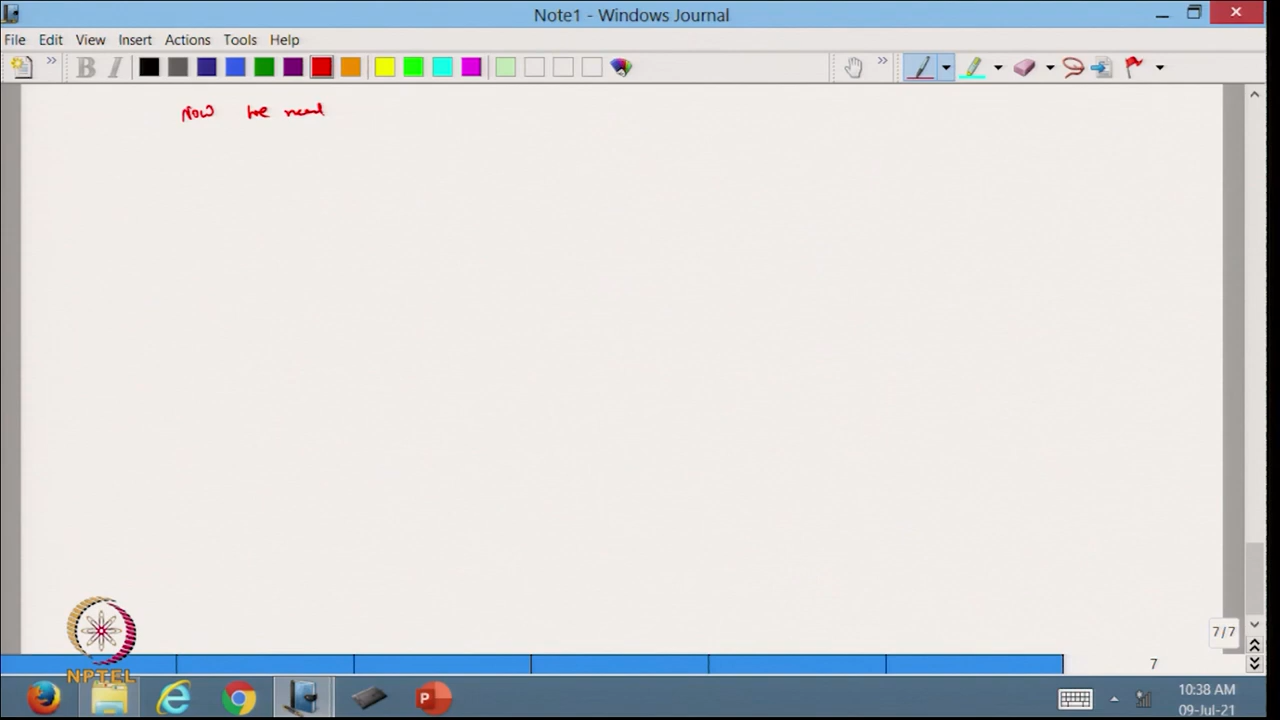 Note1 - Windows Journal
File Edit View Insert Actions Tools Help
B I
Now we need
7/7
7
NPTEL
P
10:38 AM
09-Jul-21